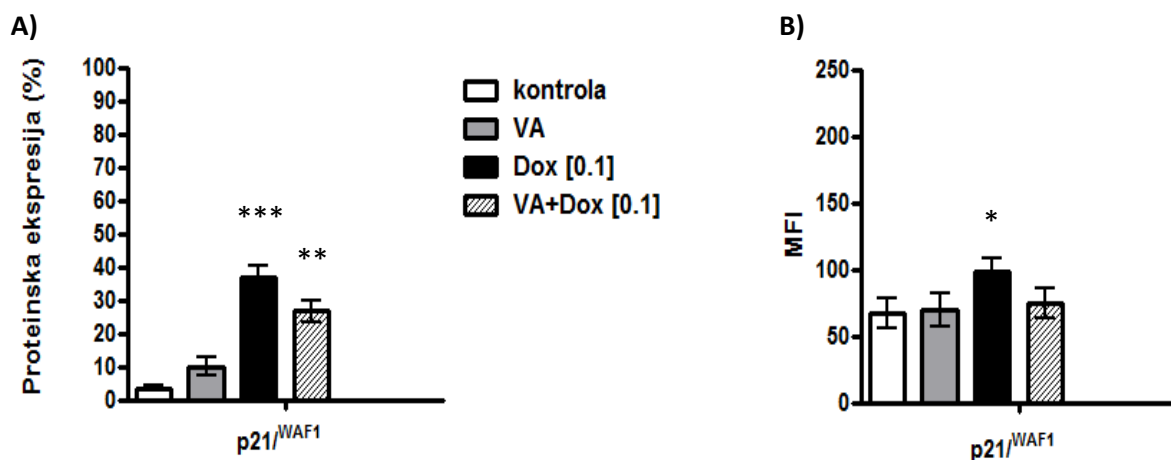 A)
Proteinska ekspresija (%)
100
90
80
70
60
50
40
30
20
10
0
***
**
p21/WAF1
kontrola
VA
Dox [0.1]
VA+Dox [0.1]
B)
MFI
250
200
150
100
50
0
*
p21/WAF1